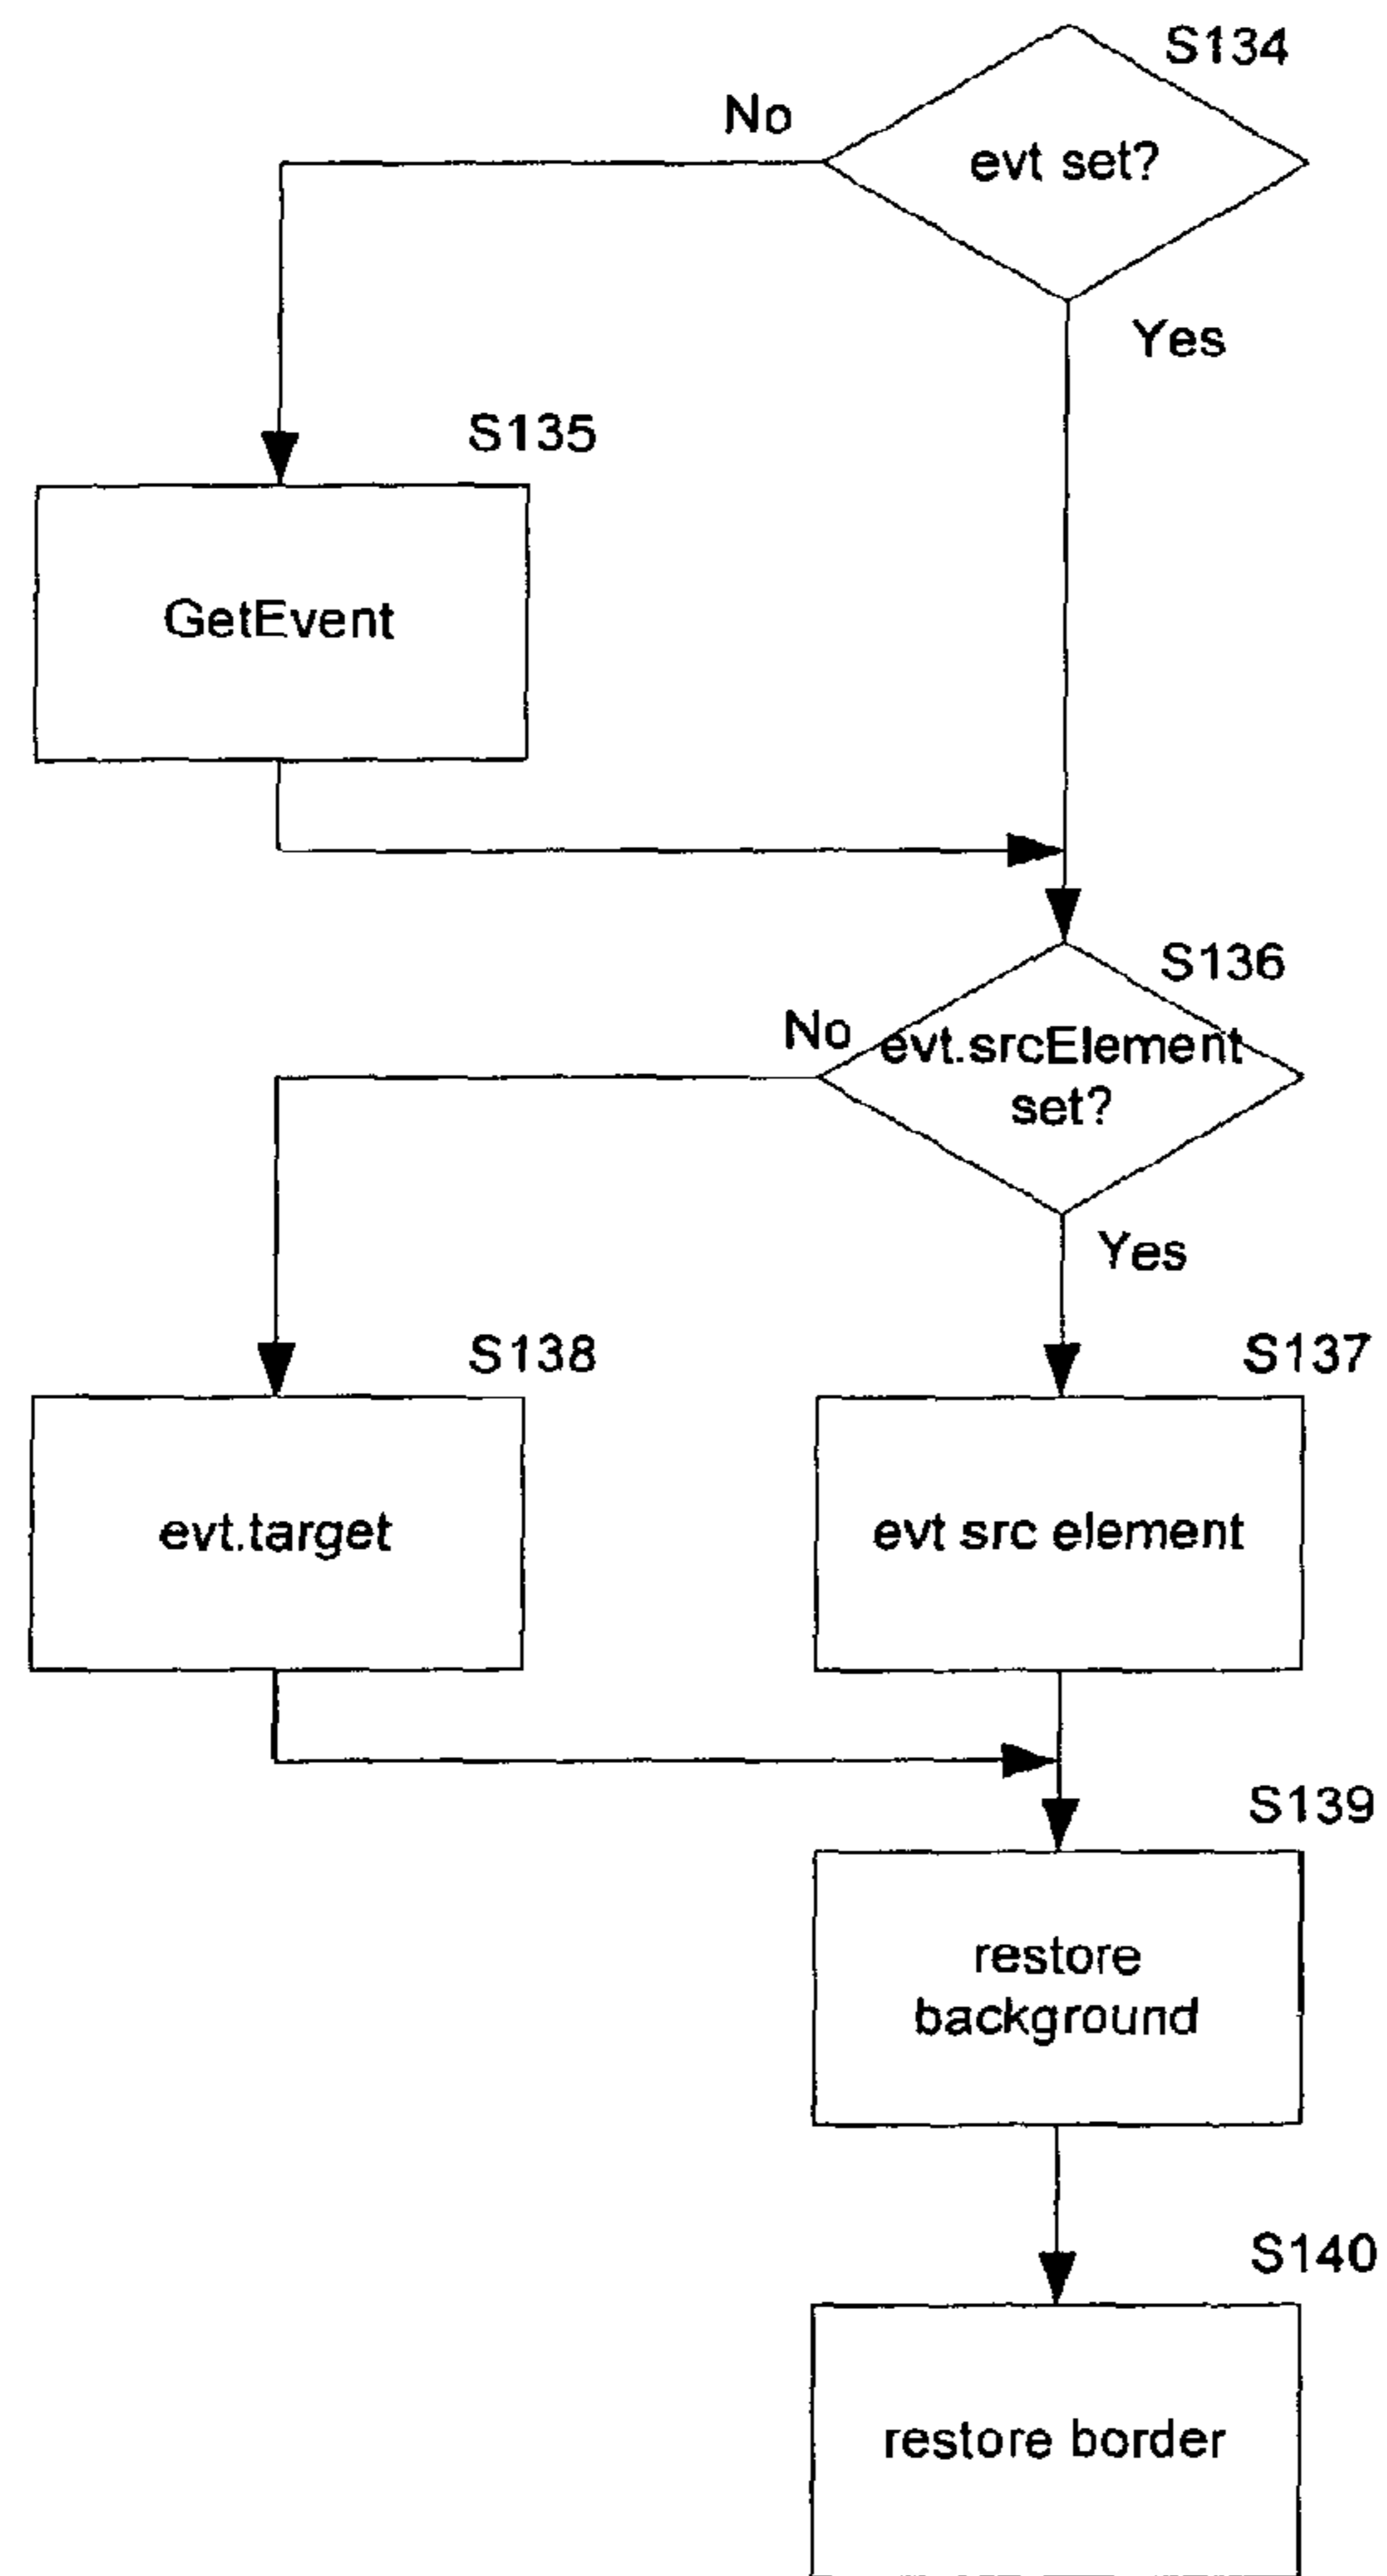 S134
No
evt set?
Yes
S135
GetEvent
S136
No
evt.srcElement
set?
Yes
S138
S137
evt.target
evt src element
S139
restore
background
S140
restore border